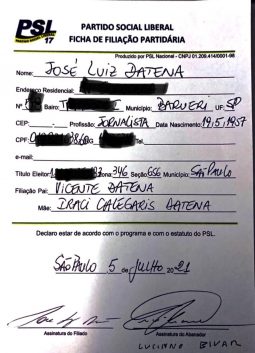 PSL
17
PARTIDO SOCIAL LIBERAL
FICHA DE FILIAÇÃO PARTIDÁRIA
Produzido por PSL Nacional - CNPJ 01.209.414/0001-98
Nome: JOSÉ LUIZ DATENA
Endereço Residencial:
Bairro: Município: BARUERI UF: SP
CEP: Profissão: JORNALISTA Data Nascimento: 19/5/1957
CPF:
e-mail:
Título Eleitor: Zona: 346 Seção: 656 Município: SÃO PAULO
Filiação Pai: VICENTE DATENA
Mãe: IRACI CALEGARIS DATENA
Declaro estar de acordo com o programa e com o estatuto do PSL.
SÃO PAULO 5 de JULHO 21
Assinatura do Filiado Assinatura do Abonador
LUCIANO BIVAR